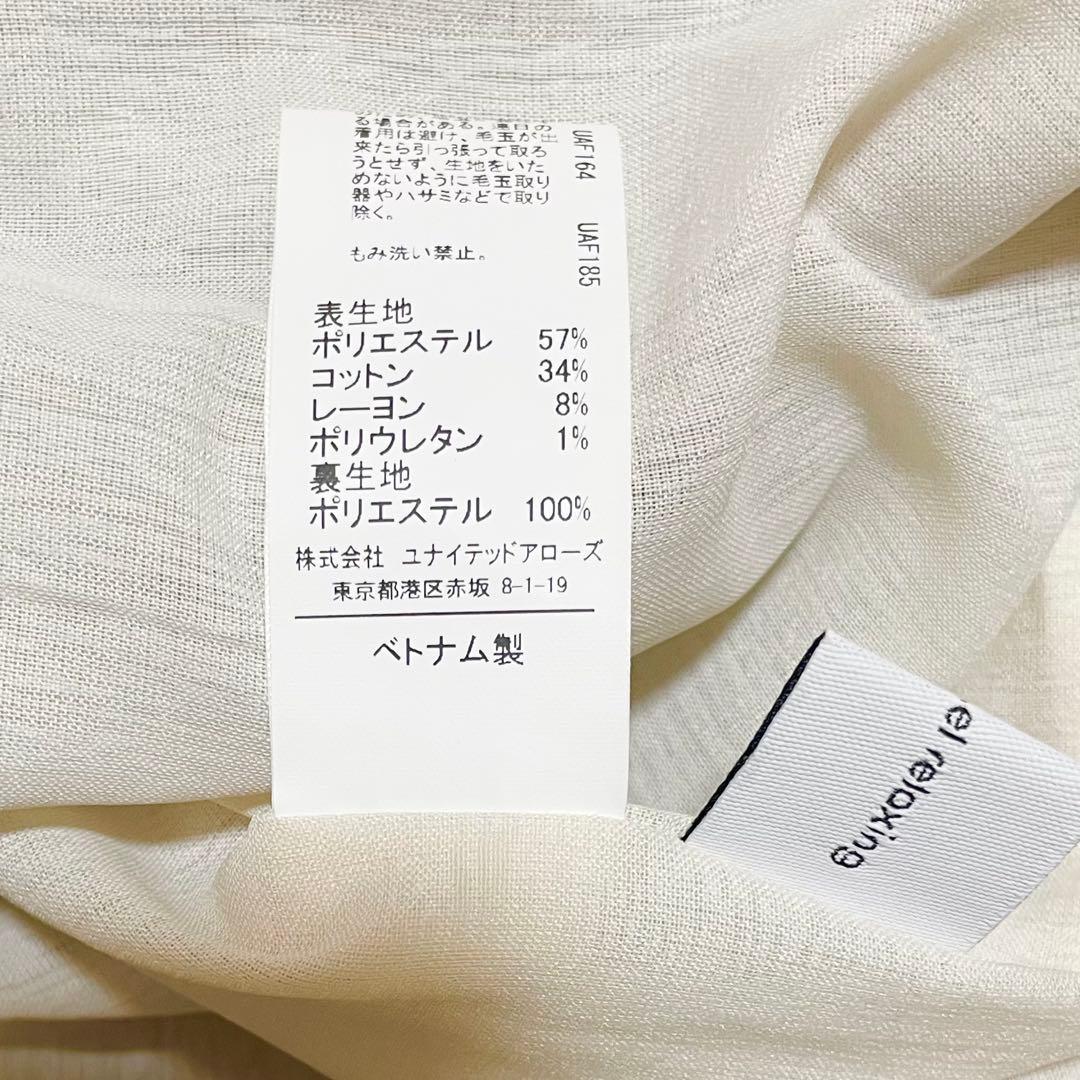 る場合がある。連日の
着用は避け、毛玉が出
来たら引っ張って取ろ
うとせず、生地をいた
めないように毛玉取り
器やハサミなどで取り
除く。
もみ洗い禁止。
UAF164 UAF185
表生地
ポリエステル 57%
コットン 34%
レーヨン 8%
ポリウレタン 1%
裏生地
ポリエステル 100%
株式会社 ユナイテッドアローズ
東京都港区赤坂 8-1-19
ベトナム製
el relaxing